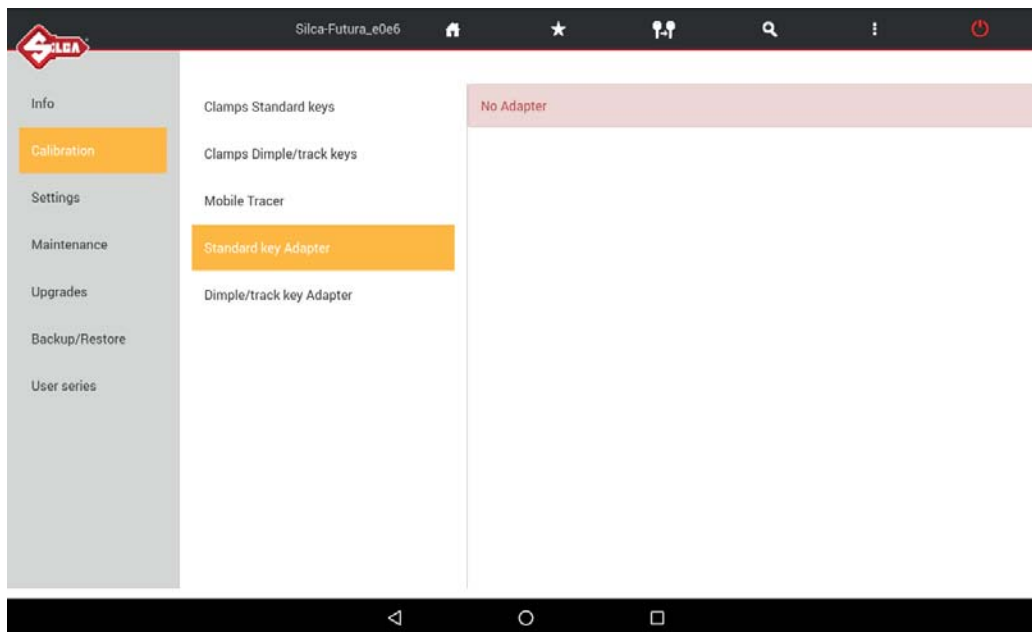 SILCA
Silca-Futura_e0e6
Info
Calibration
Settings
Maintenance
Upgrades
Backup/Restore
User series
Clamps Standard keys
Clamps Dimple/track keys
Mobile Tracer
Standard key Adapter
Dimple/track key Adapter
No Adapter